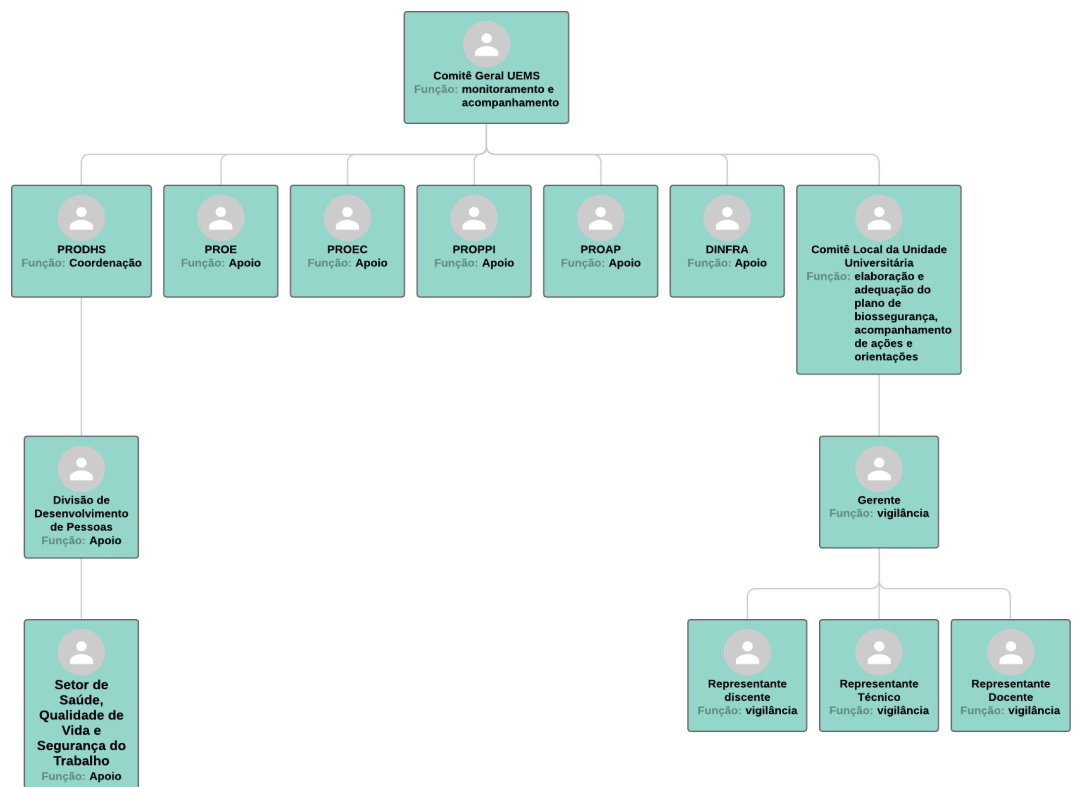 Comitê Geral UEMS
Função: monitoramento e
acompanhamento
PRODHS
Função: Coordenação
PROE
Função: Apoio
PROEC
Função: Apoio
PROPPI
Função: Apoio
PROAP
Função: Apoio
DINFRA
Função: Apoio
Comitê Local da Unidade
Universitária
Função: elaboração e
adequação do
plano de
biossegurança,
acompanhamento
de ações e
orientações
Divisão de
Desenvolvimento
de Pessoas
Função: Apoio
Gerente
Função: vigilância
Setor de
Saúde,
Qualidade de
Vida e
Segurança do
Trabalho
Função: Apoio
Representante
discente
Função: vigilância
Representante
Técnico
Função: vigilância
Representante
Docente
Função: vigilância